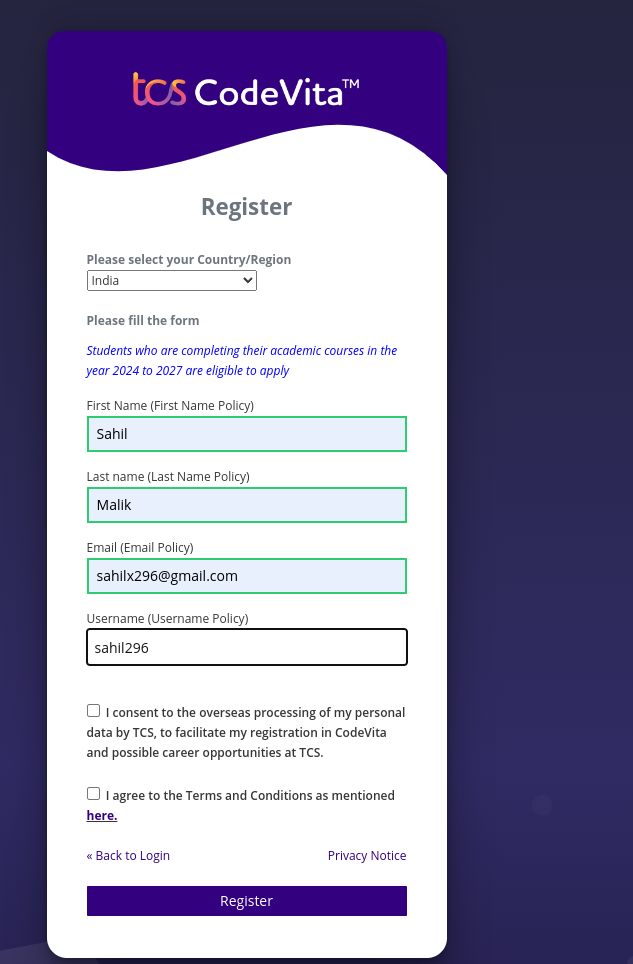 tcs CodeVita™
Register
Please select your Country/Region
India
Please fill the form
Students who are completing their academic courses in the
year 2024 to 2027 are eligible to apply
First Name (First Name Policy)
Sahil
Last name (Last Name Policy)
Malik
Email (Email Policy)
sahilx296@gmail.com
Username (Username Policy)
sahil296
I consent to the overseas processing of my personal
data by TCS, to facilitate my registration in CodeVita
and possible career opportunities at TCS.
I agree to the Terms and Conditions as mentioned
here.
« Back to Login Privacy Notice
Register